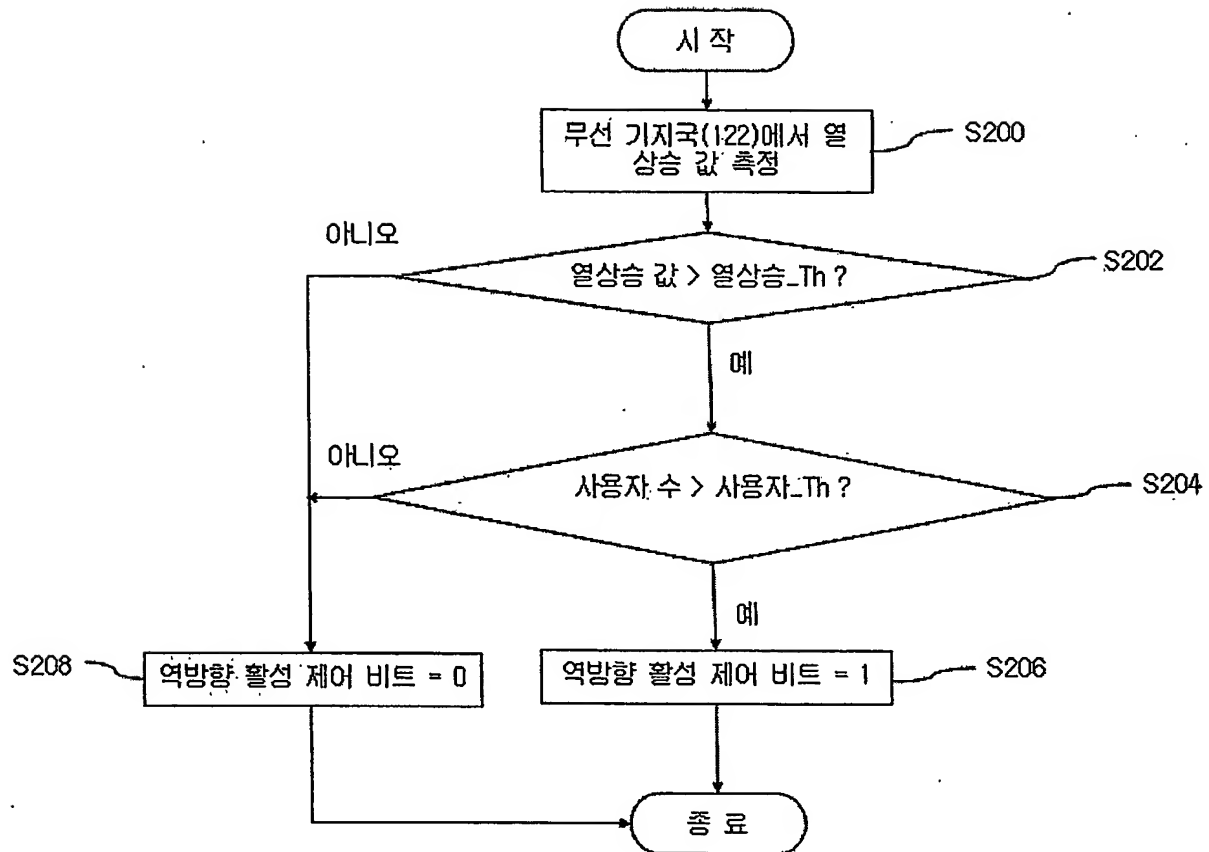 시 작
무선 기지국(122)에서 열
상승 값 측정
S200
아니오
열상승 값 > 열상승_Th ?
S202
예
아니오
사용자 수 > 사용자_Th ?
S204
예
S208
역방향 활성 제어 비트 = 0
역방향 활성 제어 비트 = 1
S206
종 료